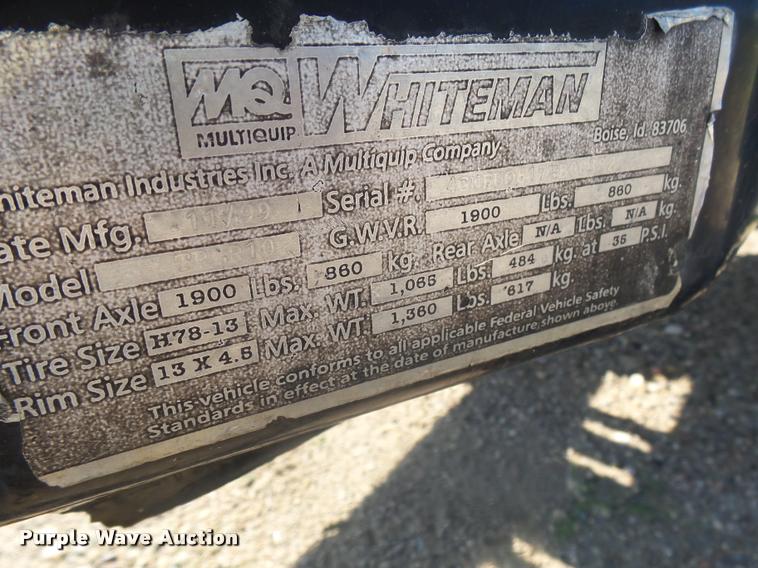 MQ WHITEMAN
MULTIQUIP
Boise, Id. 83706
hiteman Industries Inc. A Multiquip Company
ate Mfg. 11/99 Serial #.
Model G.V.W.R. 1900 Lbs. 860 kg.
Front Axle 1900 Lbs. 860 kg. Rear Axle N/A Lbs. N/A kg.
Tire Size H78-13 Max. WT. 1,065 Lbs. 484 kg. at 35 P.S.I.
Rim Size 13 X 4.5 Max. WT. 1,360 Lbs. 617 kg.
This vehicle conforms to all applicable Federal Vehicle Safety
Standards in effect at the date of manufacture shown above.
Purple Wave Auction